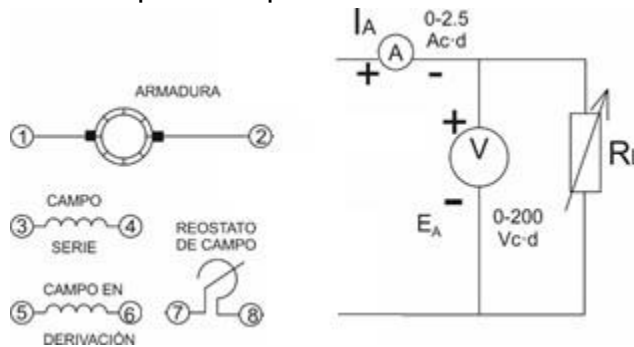 ARMADURA
1
2
CAMPO
3
4
SERIE
CAMPO EN
5
6
DERIVACIÓN
REOSTATO
DE CAMPO
7
8
IA
0-2.5
Ac·d
A
+
-
+
V
-
EA
0-200
Vc·d